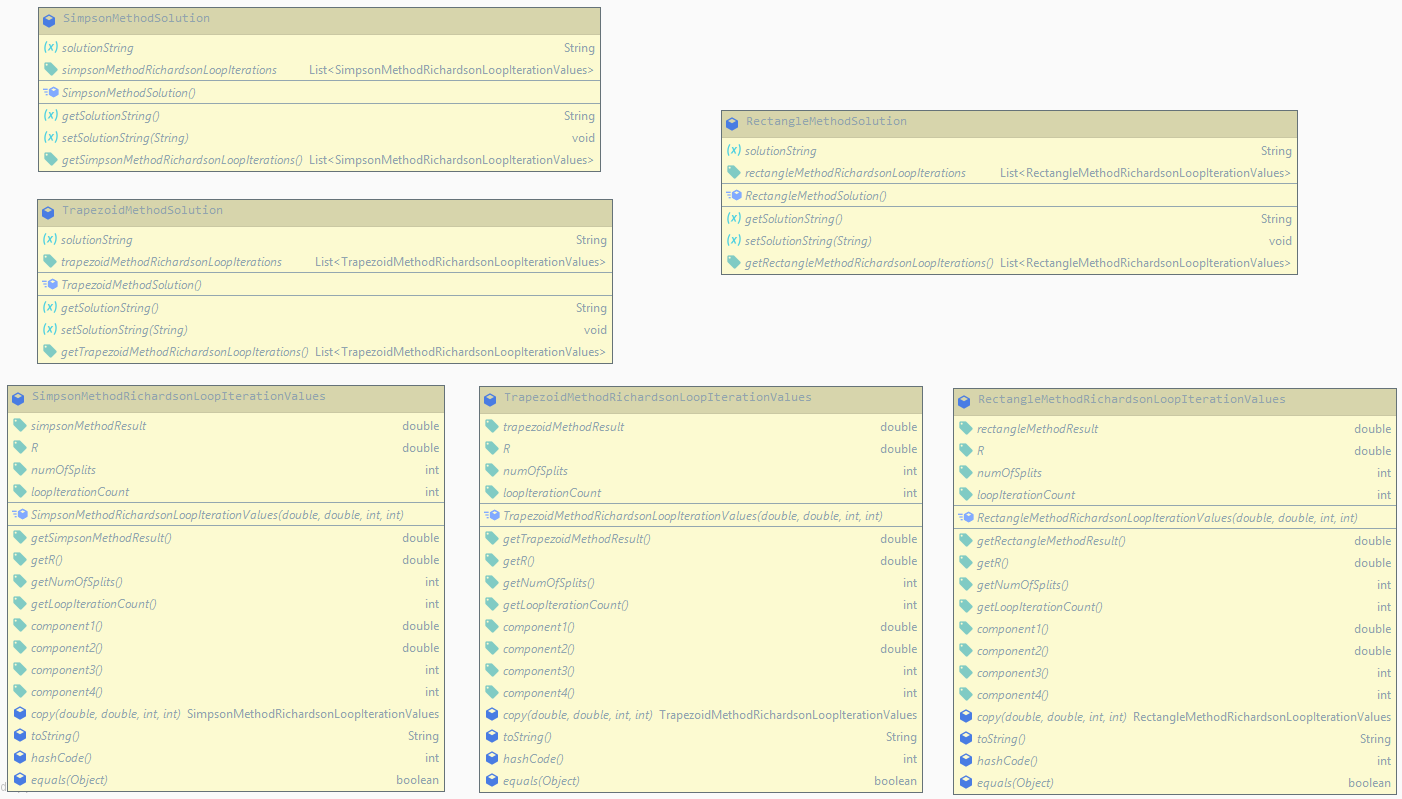 SimpsonMethodSolution
(x) solutionString String
simpsonMethodRichardsonLoopIterations List<SimpsonMethodRichardsonLoopIterationValues>
SimpsonMethodSolution()
(x) getSolutionString() String
(x) setSolutionString(String) void
getSimpsonMethodRichardsonLoopIterations() List<SimpsonMethodRichardsonLoopIterationValues>
RectangleMethodSolution
(x) solutionString String
rectangleMethodRichardsonLoopIterations List<RectangleMethodRichardsonLoopIterationValues>
RectangleMethodSolution()
(x) getSolutionString() String
(x) setSolutionString(String) void
getRectangleMethodRichardsonLoopIterations() List<RectangleMethodRichardsonLoopIterationValues>
TrapezoidMethodSolution
(x) solutionString String
trapezoidMethodRichardsonLoopIterations List<TrapezoidMethodRichardsonLoopIterationValues>
TrapezoidMethodSolution()
(x) getSolutionString() String
(x) setSolutionString(String) void
getTrapezoidMethodRichardsonLoopIterations() List<TrapezoidMethodRichardsonLoopIterationValues>
SimpsonMethodRichardsonLoopIterationValues
simpsonMethodResult double
R double
numOfSplits int
loopIterationCount int
SimpsonMethodRichardsonLoopIterationValues(double, double, int, int)
getSimpsonMethodResult() double
getR() double
getNumOfSplits() int
getLoopIterationCount() int
component1() double
component2() double
component3() int
component4() int
copy(double, double, int, int) SimpsonMethodRichardsonLoopIterationValues
toString() String
hashCode() int
equals(Object) boolean
TrapezoidMethodRichardsonLoopIterationValues
trapezoidMethodResult double
R double
numOfSplits int
loopIterationCount int
TrapezoidMethodRichardsonLoopIterationValues(double, double, int, int)
getTrapezoidMethodResult() double
getR() double
getNumOfSplits() int
getLoopIterationCount() int
component1() double
component2() double
component3() int
component4() int
copy(double, double, int, int) TrapezoidMethodRichardsonLoopIterationValues
toString() String
hashCode() int
equals(Object) boolean
RectangleMethodRichardsonLoopIterationValues
rectangleMethodResult double
R double
numOfSplits int
loopIterationCount int
RectangleMethodRichardsonLoopIterationValues(double, double, int, int)
getRectangleMethodResult() double
getR() double
getNumOfSplits() int
getLoopIterationCount() int
component1() double
component2() double
component3() int
component4() int
copy(double, double, int, int) RectangleMethodRichardsonLoopIterationValues
toString() String
hashCode() int
equals(Object) boolean